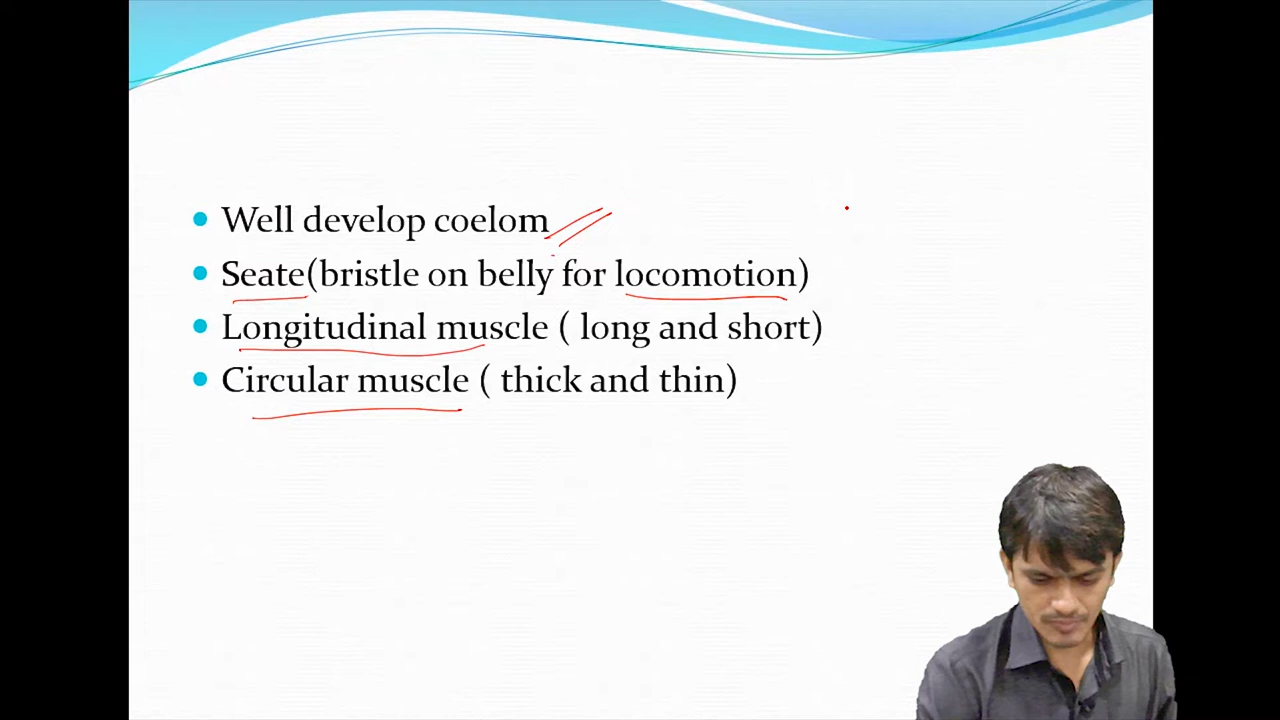 Well develop coelom
Seate(bristle on belly for locomotion)
Longitudinal muscle ( long and short)
Circular muscle ( thick and thin)